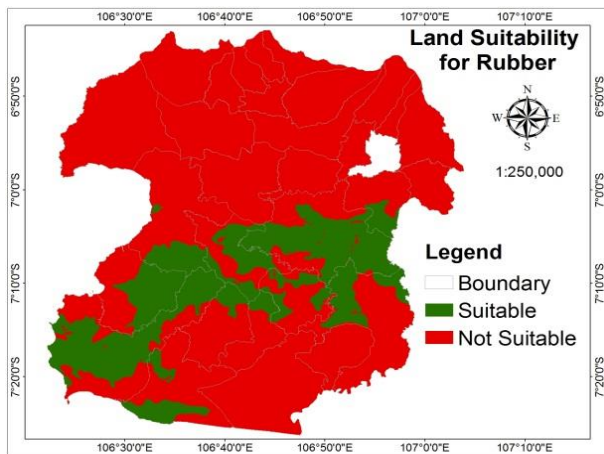 106°30'0"E 106°40'0"E 106°50'0"E 107°0'0"E 107°10'0"E
Land Suitability
for Rubber
N
W E
S
1:250,000
6°50'0"S
7°0'0"S
7°10'0"S
7°20'0"S
6°50'0"S
7°0'0"S
7°10'0"S
7°20'0"S
Legend
Boundary
Suitable
Not Suitable
106°30'0"E 106°40'0"E 106°50'0"E 107°0'0"E 107°10'0"E